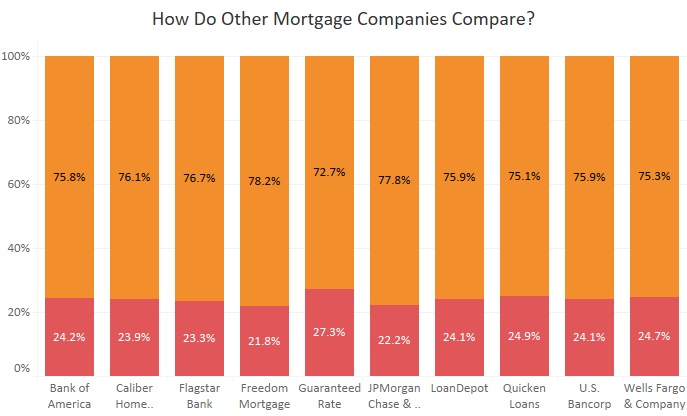 How Do Other Mortgage Companies Compare?
100%
80%
60%
40%
20%
0%
75.8% 76.1% 76.7% 78.2% 72.7% 77.8% 75.9% 75.1% 75.9% 75.3%
24.2% 23.9% 23.3% 21.8% 27.3% 22.2% 24.1% 24.9% 24.1% 24.7%
Bank of Caliber Flagstar Freedom Guaranteed JPMorgan LoanDepot Quicken U.S. Wells Fargo
America Home.. Bank Mortgage Rate Chase & .. Loans Bancorp & Company